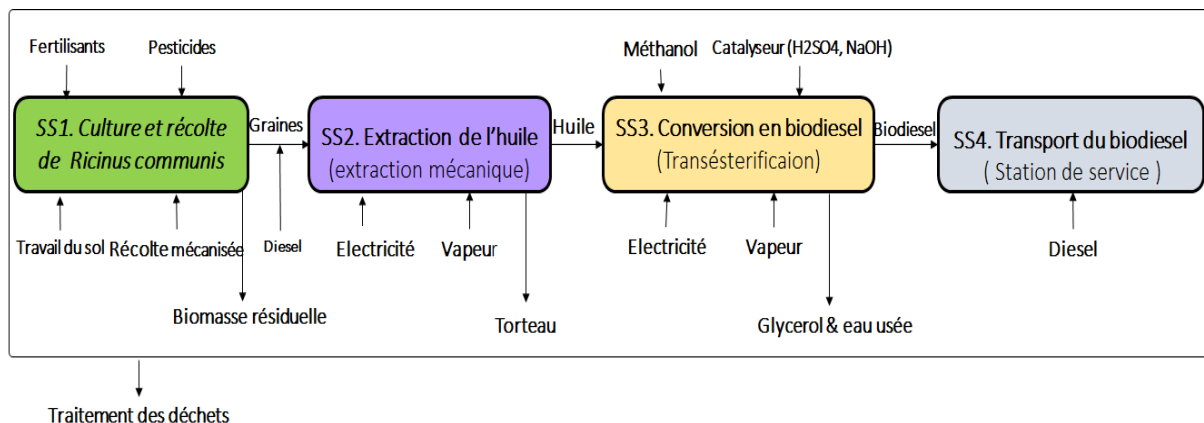 Fertilisants
Pesticides
Méthanol
Catalyseur (H2SO4, NaOH)
SS1. Culture et récolte
de Ricinus communis
Graines
SS2. Extraction de l'huile
(extraction mécanique)
Huile
SS3. Conversion en biodiesel
(Transésterificaion)
Biodiesel
SS4. Transport du biodiesel
( Station de service )
Travail du sol
Récolte mécanisée
Diesel
Electricité
Vapeur
Electricité
Vapeur
Diesel
Biomasse résiduelle
Torteau
Glycerol & eau usée
Traitement des déchets